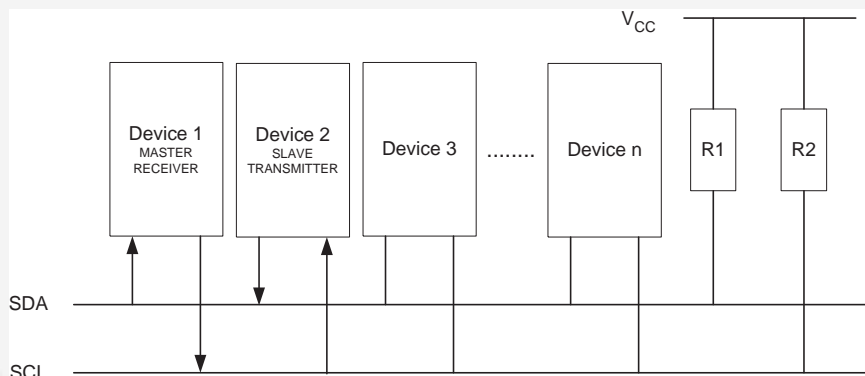 VCC
Device 1
MASTER
RECEIVER
Device 2
SLAVE
TRANSMITTER
Device 3
........
Device n
R1
R2
SDA
SCL